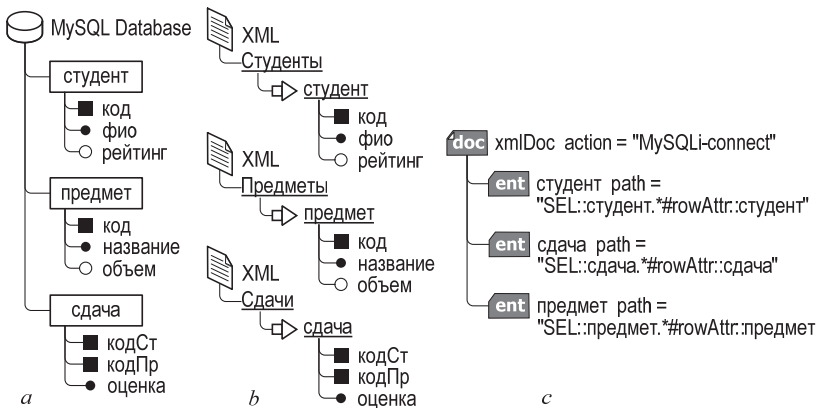 MySQL Database
студент
код
фио
рейтинг
предмет
код
название
объем
сдача
кодСт
кодПр
оценка
a
XML
Студенты
студент
код
фио
рейтинг
XML
Предметы
предмет
код
название
объем
XML
Сдачи
сдача
кодСт
кодПр
оценка
b
doc xmlDoc action = "MySQLi-connect"
ent студент path =
"SEL::студент.*#rowAttr::студент"
ent сдача path =
"SEL::сдача.*#rowAttr::сдача"
ent предмет path =
"SEL::предмет.*#rowAttr::предмет
c